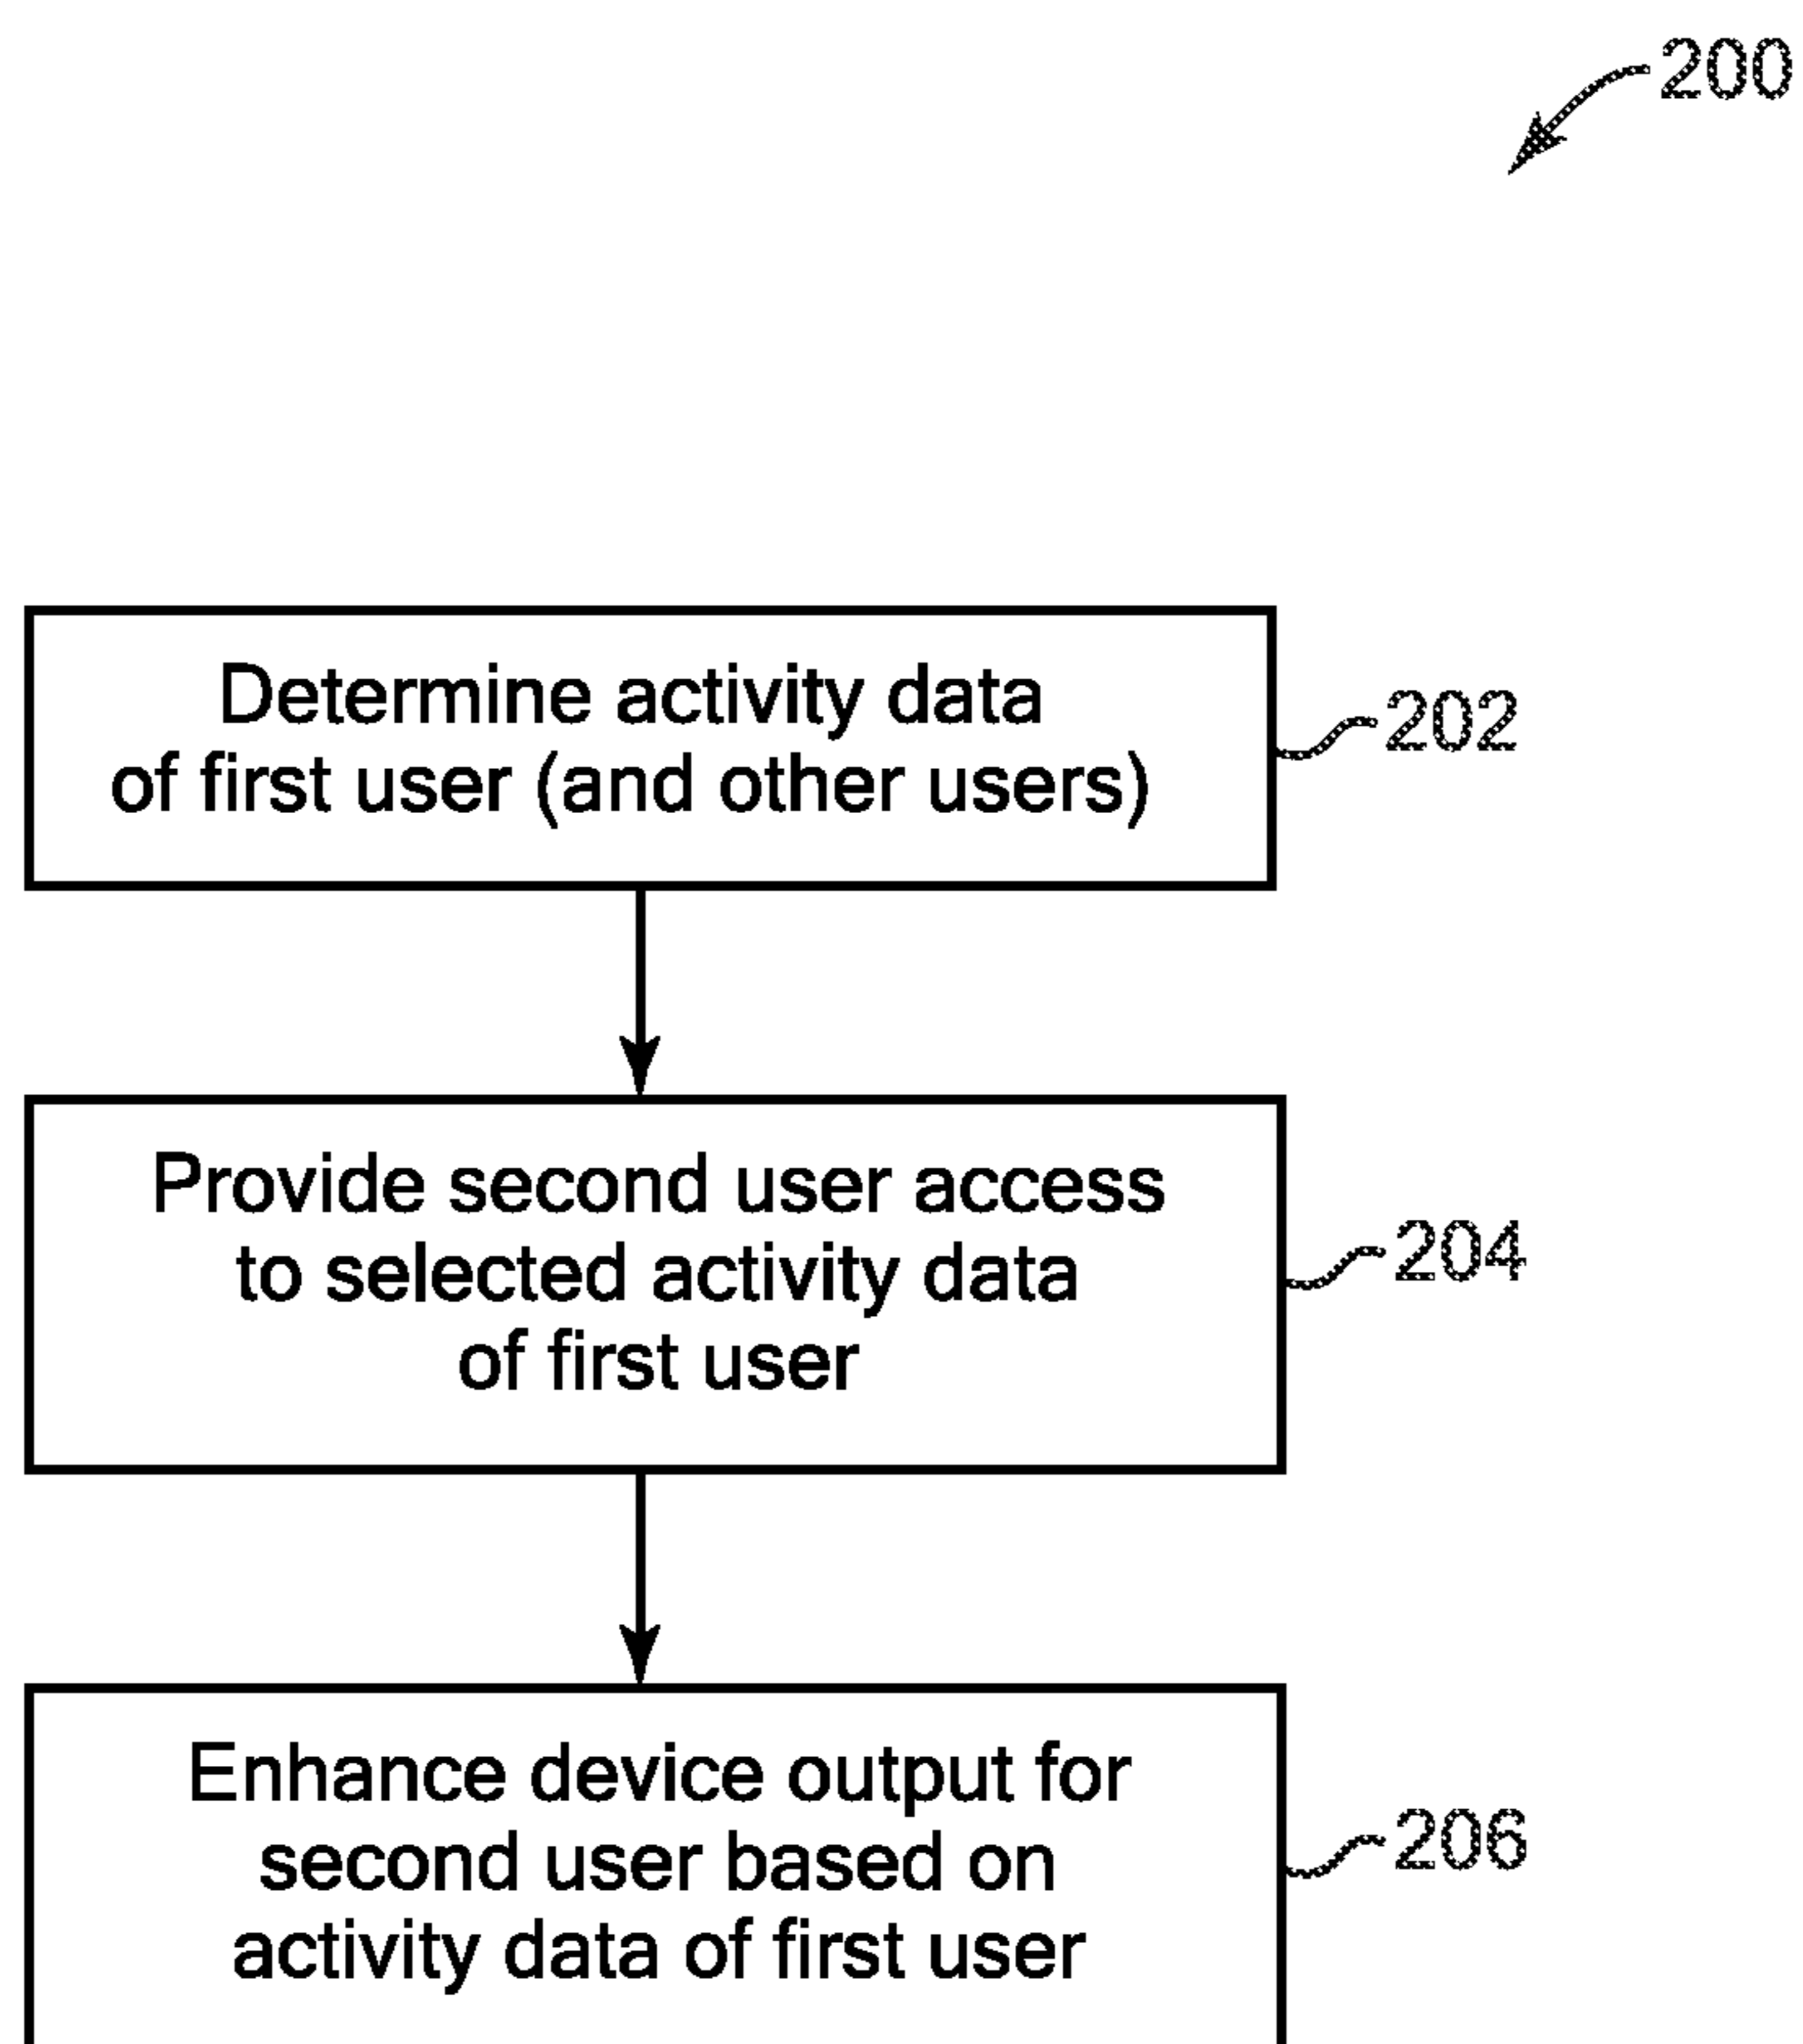 200
Determine activity data
of first user (and other users)
202
Provide second user access
to selected activity data
of first user
204
Enhance device output for
second user based on
activity data of first user
206